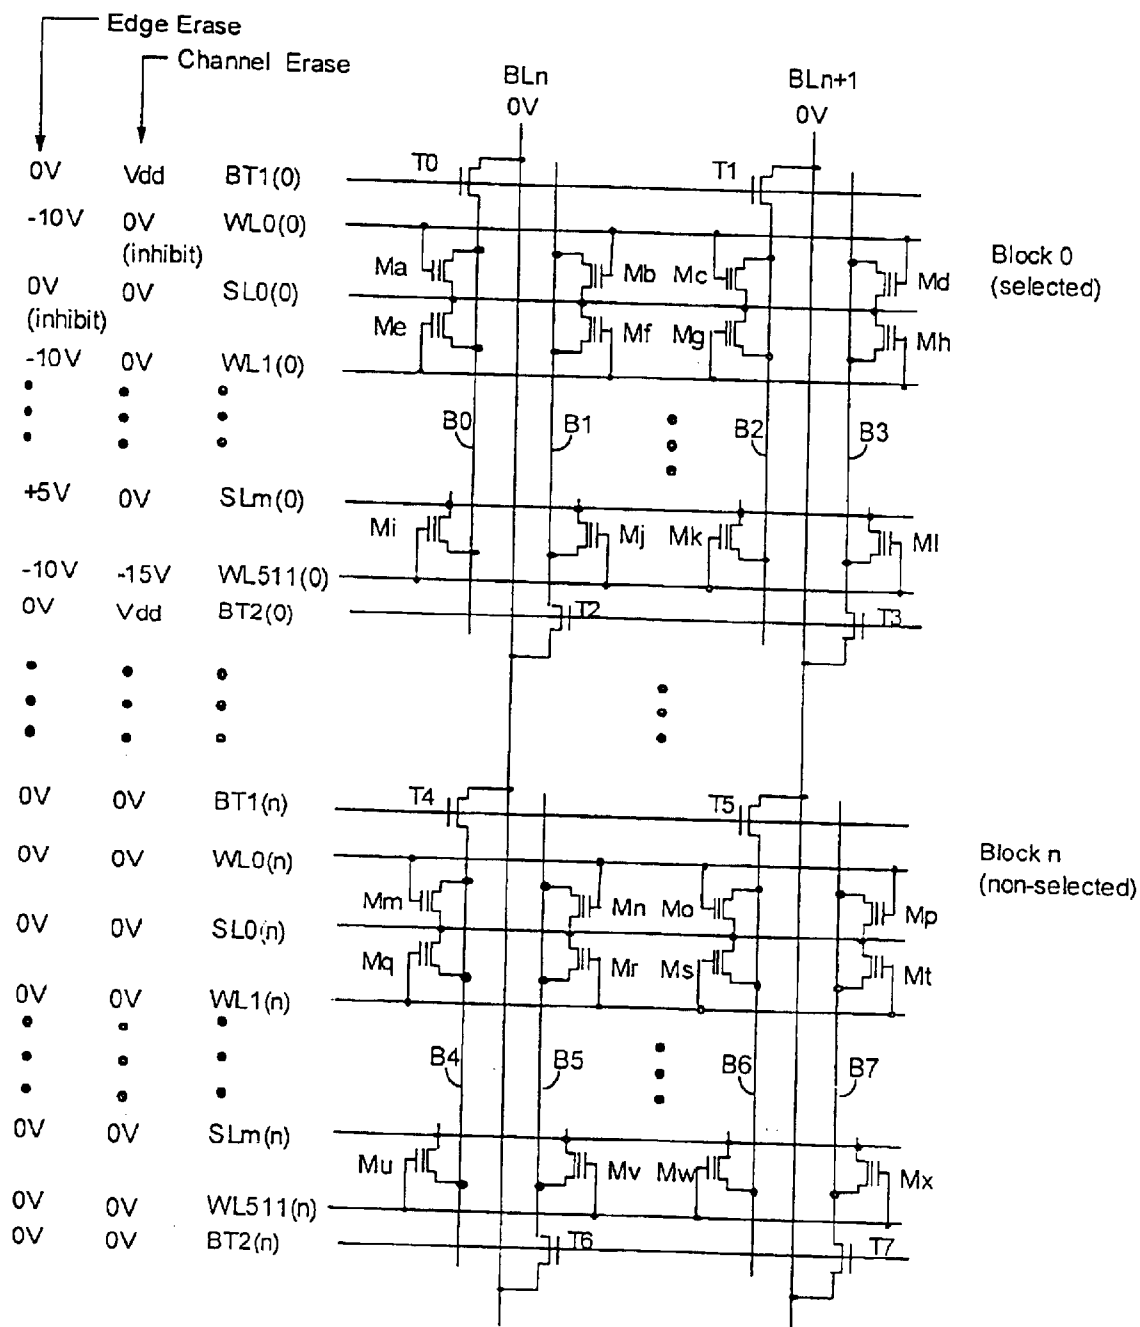 Edge Erase
Channel Erase
BLn
0V
BLn+1
0V
0V Vdd BT1(0) T0 T1
-10V 0V WL0(0)
(inhibit)
Ma Mb Mc Md
Block 0
(selected)
0V 0V SL0(0)
(inhibit)
Me Mf Mg Mh
-10V 0V WL1(0)
B0 B1 B2 B3
+5V 0V SLm(0)
Mi Mj Mk Ml
-10V -15V WL511(0)
0V Vdd BT2(0) T2 T3
0V 0V BT1(n) T4 T5
0V 0V WL0(n)
Block n
(non-selected)
Mm Mn Mo Mp
0V 0V SL0(n)
Mq Mr Ms Mt
0V 0V WL1(n)
B4 B5 B6 B7
0V 0V SLm(n)
Mu Mv Mw Mx
0V 0V WL511(n)
0V 0V BT2(n) T6 T7